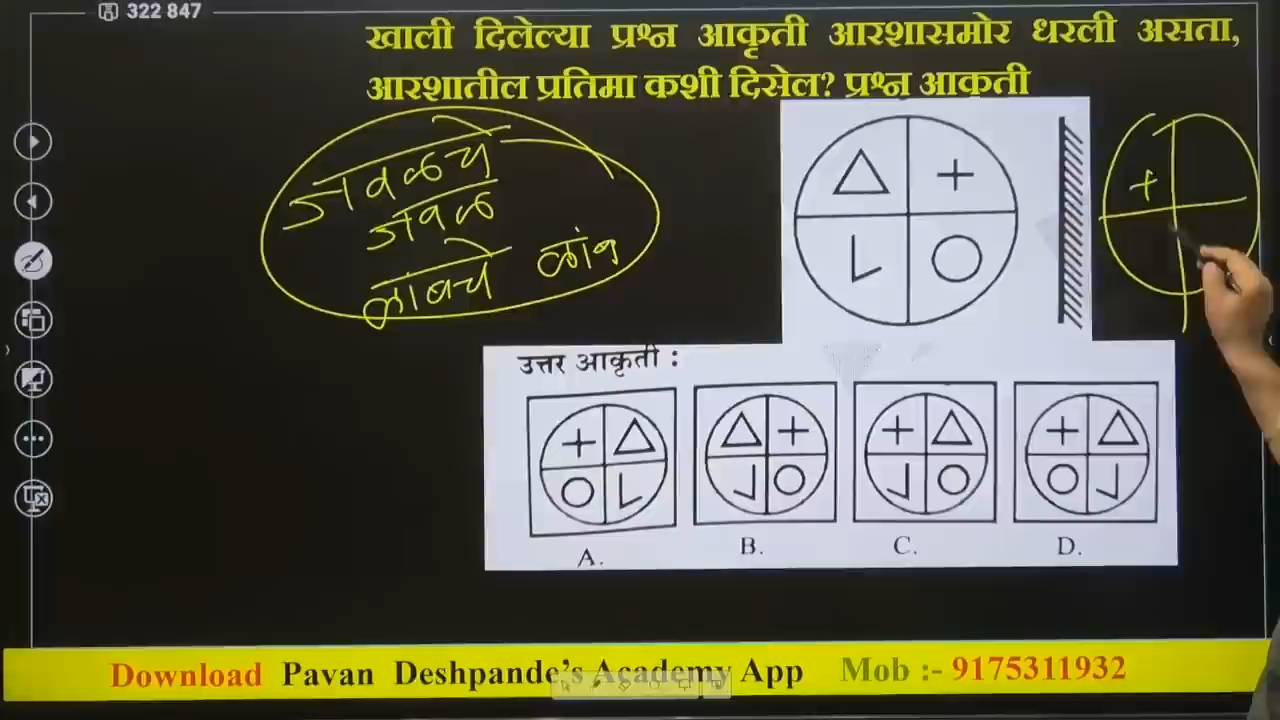 322 847
खाली दिलेल्या प्रश्न आकृती आरशासमोर धरली असता,
आरशातील प्रतिमा कशी दिसेल? प्रश्न आकती
जवळचे
जवळ
लांबचे लांब
उत्तर आकृती :
A.
B.
C.
D.
Download Pavan Deshpande's Academy App Mob :- 9175311932